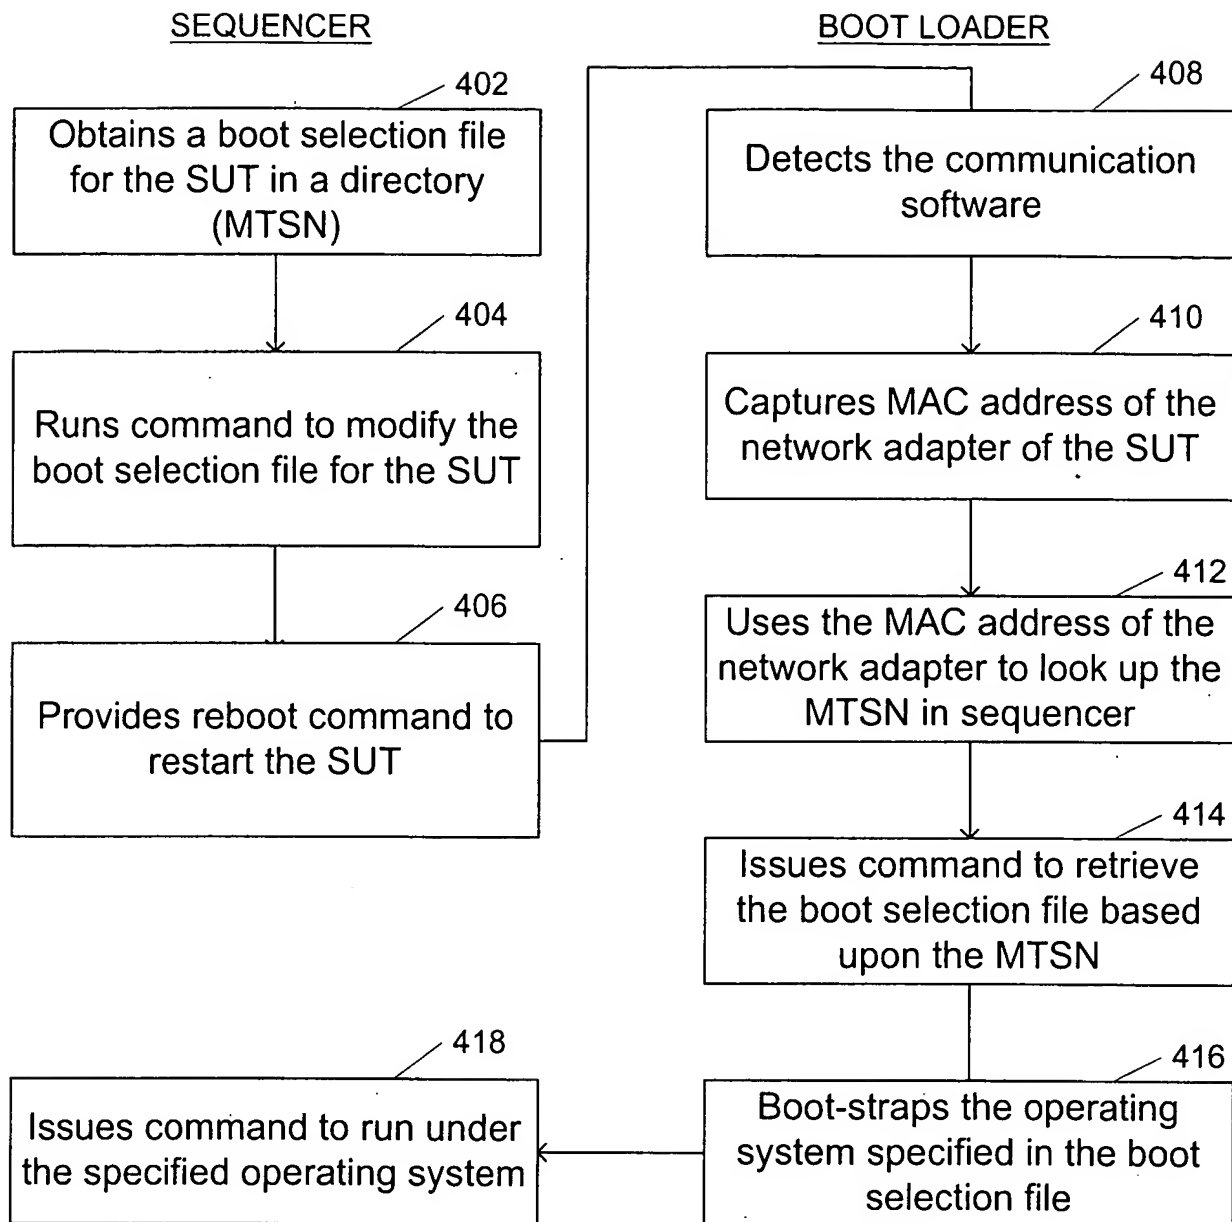 SEQUENCER
402
Obtains a boot selection file
for the SUT in a directory
(MTSN)
404
Runs command to modify the
boot selection file for the SUT
406
Provides reboot command to
restart the SUT
BOOT LOADER
408
Detects the communication
software
410
Captures MAC address of the
network adapter of the SUT
412
Uses the MAC address of the
network adapter to look up the
MTSN in sequencer
414
Issues command to retrieve
the boot selection file based
upon the MTSN
416
Boot-straps the operating
system specified in the boot
selection file
418
Issues command to run under
the specified operating system